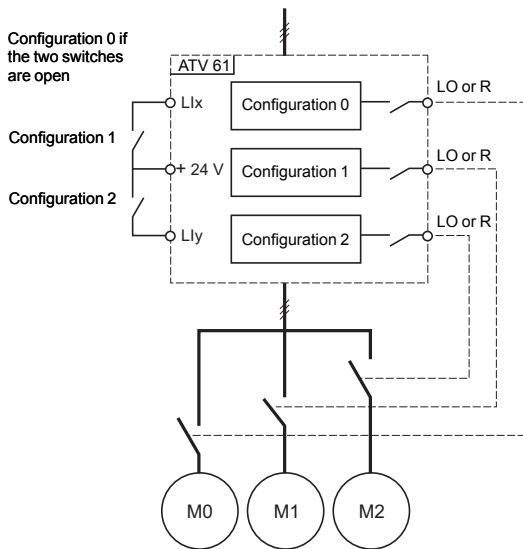 Configuration 0 if
the two switches
are open
ATV 61
LIx
Configuration 0
LO or R
Configuration 1
+ 24 V
Configuration 1
LO or R
Configuration 2
LIy
Configuration 2
LO or R
M0
M1
M2